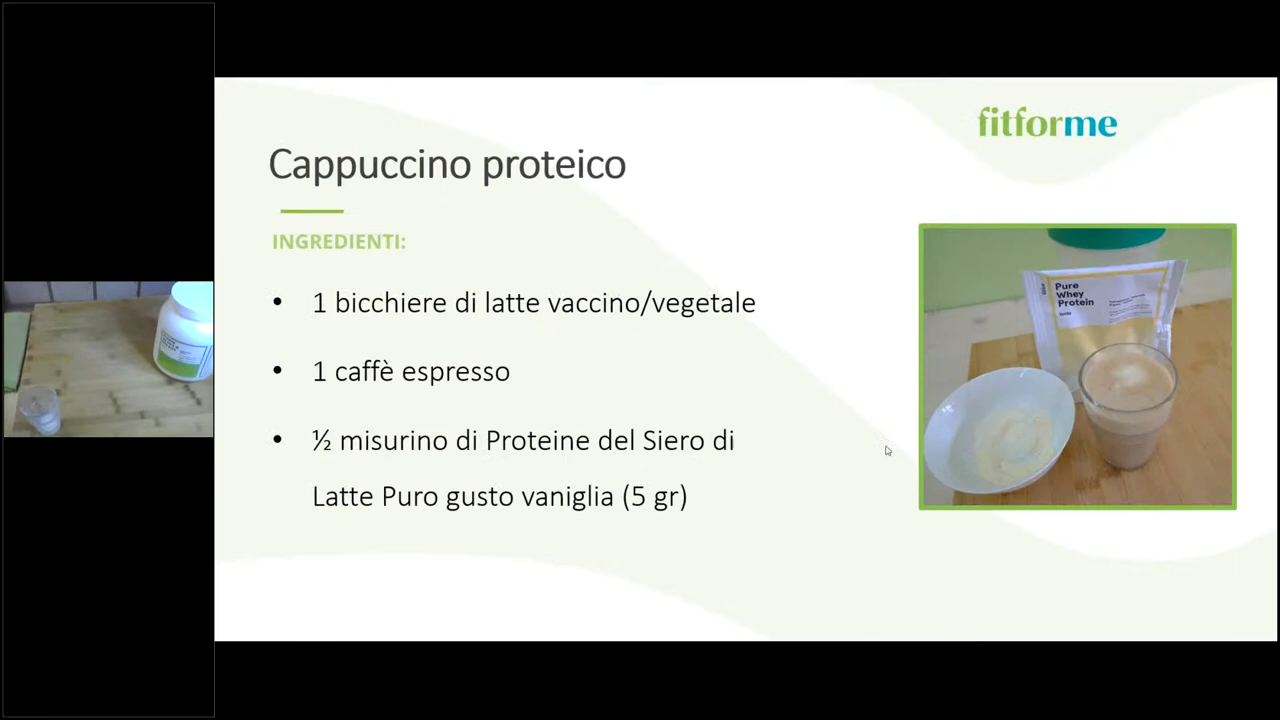 fitforme
Cappuccino proteico
INGREDIENTI:
• 1 bicchiere di latte vaccino/vegetale
• 1 caffè espresso
• ½ misurino di Proteine del Siero di
Latte Puro gusto vaniglia (5 gr)
Pure
Whey
Protein